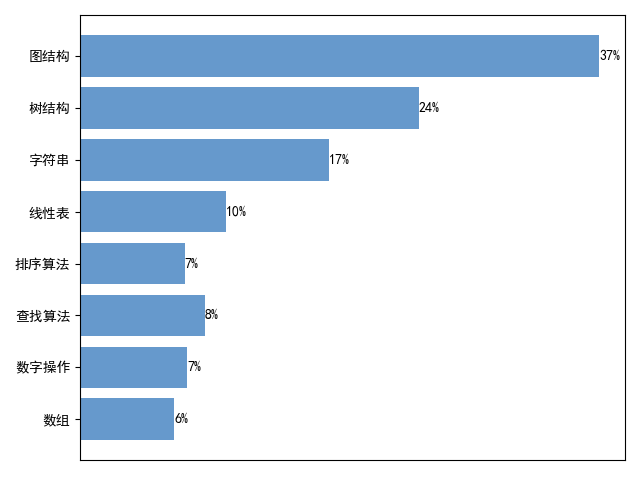 图结构 37%
树结构 24%
字符串 17%
线性表 10%
排序算法 7%
查找算法 8%
数字操作 7%
数组 6%